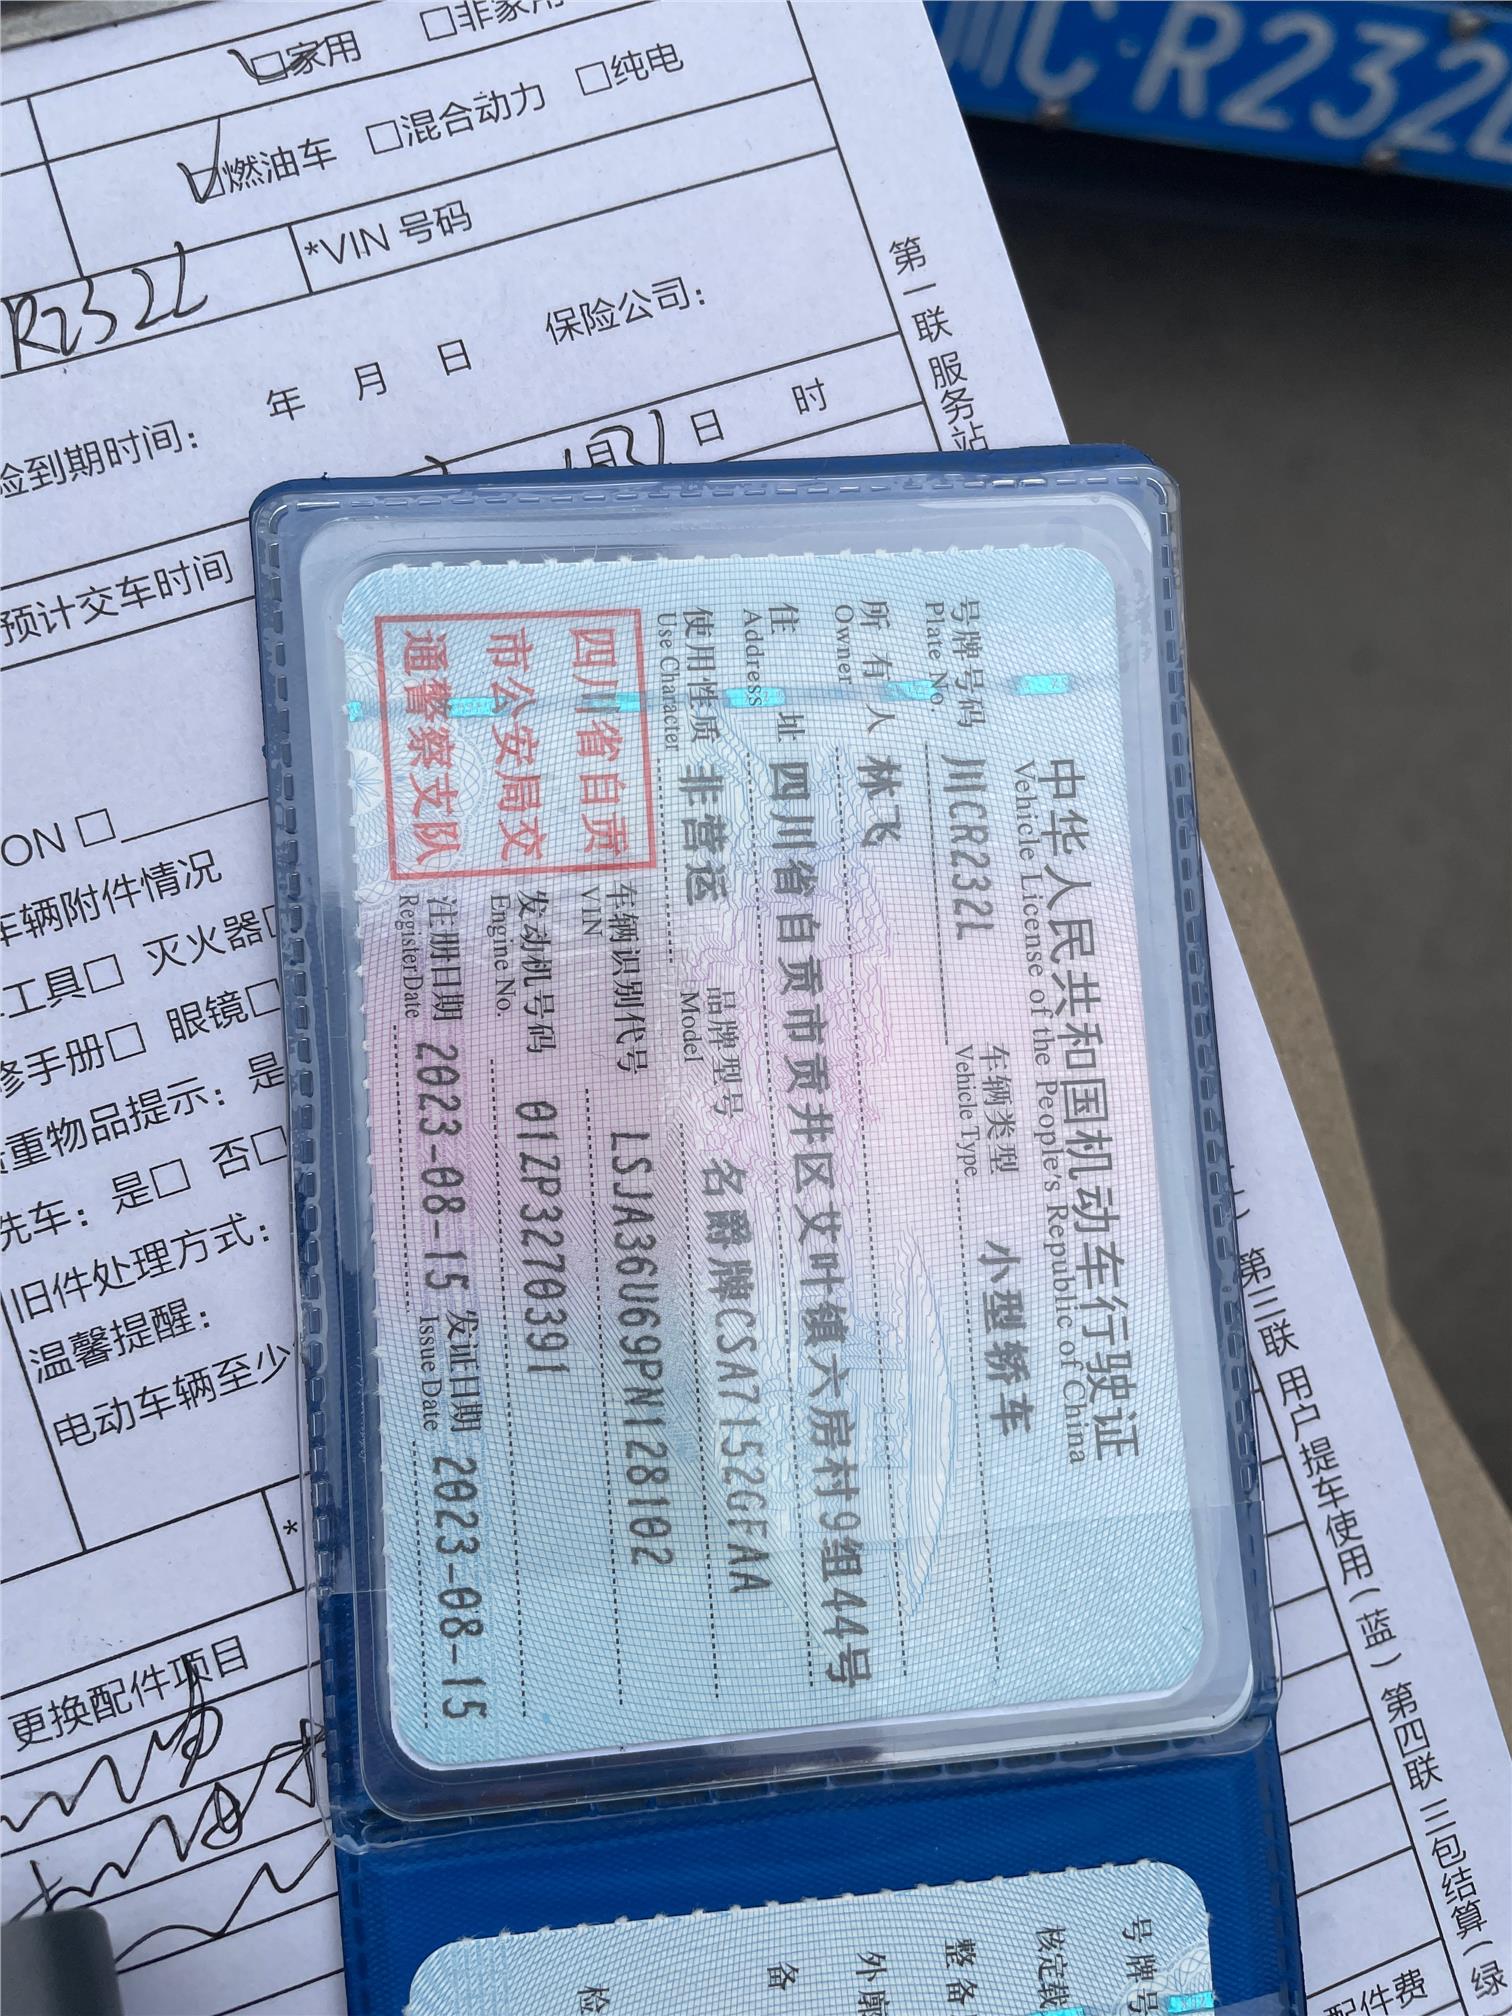 川C·R232L
□家用 □非家用
□燃油车 □混合动力 □纯电
R232L
*VIN 号码
保险公司:
险到期时间: 年 月 日
月31日 时
预计交车时间
ON □
车辆附件情况
工具□ 灭火器□
修手册□ 眼镜□
贵重物品提示: 是
洗车: 是□ 否□
旧件处理方式:
温馨提醒:
电动车辆至少
*
更换配件项目
第一联 服务站
第三联 用户提车使用(蓝) 第四联 三包结算(绿
配件费
中华人民共和国机动车行驶证
Vehicle License of the People's Republic of China
号牌号码 川CR232L 车辆类型 小型轿车
Plate No. Vehicle Type
所有人 林飞
Owner
住址 四川省自贡市贡井区艾叶镇六房村9组44号
Address
使用性质 非营运 品牌型号 名爵牌CSA7152GFAA
Use Character Model
车辆识别代号 LSJA36U69PN128102
VIN
发动机号码 01ZP3270391
Engine No.
注册日期 2023-08-15 发证日期 2023-08-15
Register Date Issue Date
四川省自贡
市公安局交
通警察支队
号牌号
核定载
整备
外廓
备
检